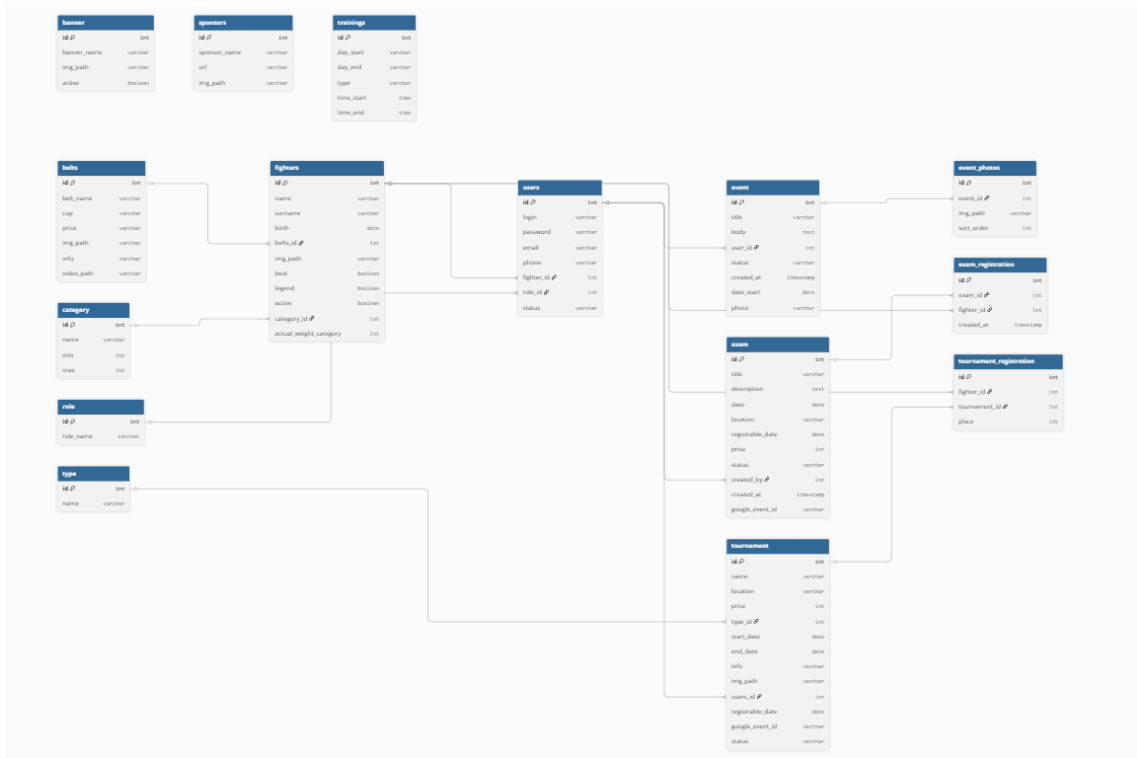 banner
id int
banner_name varchar
img_path varchar
active boolean
sponsors
id int
sponsor_name varchar
url varchar
img_path varchar
trainings
id int
day_start varchar
day_end varchar
type varchar
time_start time
time_end time
belts
id int
belt_name varchar
cup varchar
price varchar
img_path varchar
info varchar
video_path varchar
category
id int
name varchar
min int
max int
role
id int
role_name varchar
type
id int
name varchar
fighters
id int
name varchar
surname varchar
birth date
belts_id int
img_path varchar
best boolean
legend boolean
active boolean
category_id int
actual_weight_category int
users
id int
login varchar
password varchar
email varchar
phone varchar
fighter_id int
role_id int
status varchar
event
id int
title varchar
body text
user_id int
status varchar
created_at timestamp
date_start date
photo varchar
exam
id int
title varchar
description text
date date
location varchar
registrable_date date
price int
status varchar
created_by int
created_at timestamp
google_event_id varchar
tournament
id int
name varchar
location varchar
price int
type_id int
start_date date
end_date date
info varchar
img_path varchar
users_id int
registrable_date date
google_event_id varchar
status varchar
event_photos
id int
event_id int
img_path varchar
sort_order int
exam_registration
id int
exam_id int
fighter_id int
created_at timestamp
tournament_registration
id int
fighter_id int
tournament_id int
place int